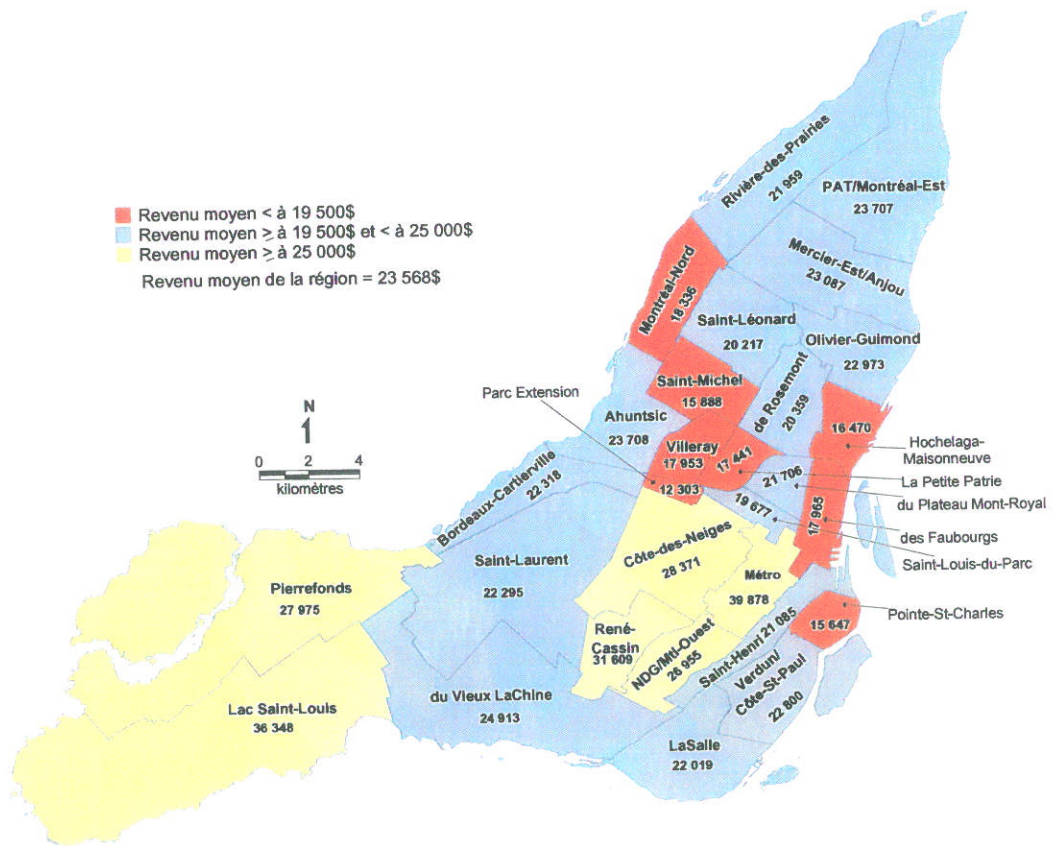 Revenu moyen < à 19 500$
Revenu moyen ≥ à 19 500$ et < à 25 000$
Revenu moyen ≥ à 25 000$
Revenu moyen de la région = 23 568$
N
0 2 4
kilomètres
Rivière-des-Prairies
21 959
PAT/Montréal-Est
23 707
Mercier-Est/Anjou
23 087
Montréal-Nord
18 336
Saint-Léonard
20 217
Olivier-Guimond
22 973
Saint-Michel
15 888
de Rosemont
20 359
Parc Extension
12 303
Ahuntsic
23 708
Villeray
17 953
17 441
La Petite Patrie
16 470
Hochelaga-
Maisonneuve
21 706
du Plateau Mont-Royal
17 965
des Faubourgs
19 677
Saint-Louis-du-Parc
Bordeaux-Cartierville
22 318
Saint-Laurent
22 295
Côte-des-Neiges
28 371
Métro
39 878
Pointe-St-Charles
15 647
Pierrefonds
27 975
René-
Cassin
31 609
NDG/Mtl-Ouest
26 955
Saint-Henri 21 085
Verdun/
Côte-St-Paul
22 800
Lac Saint-Louis
36 348
du Vieux LaChine
24 913
LaSalle
22 019